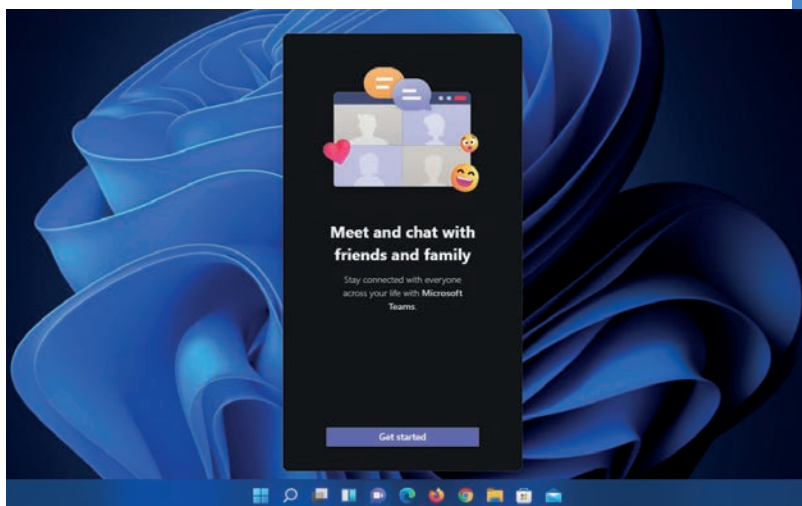 Meet and chat with
friends and family
Stay connected with everyone
across your life with Microsoft
Teams.
Get started